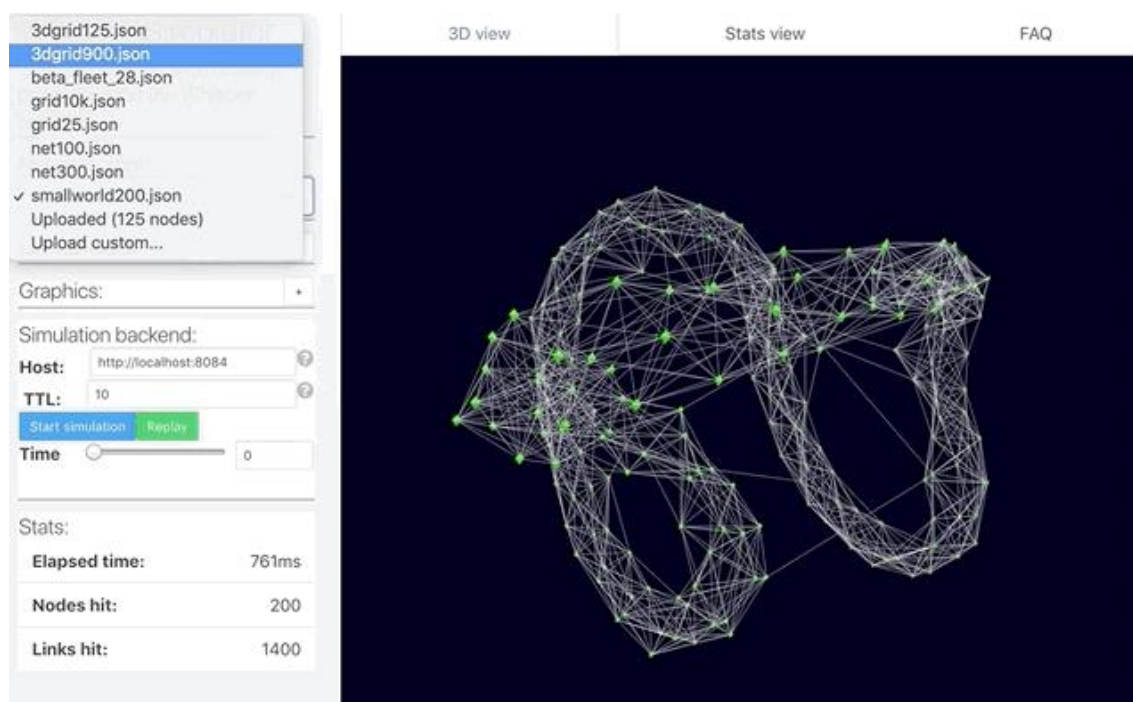 3dgrid125.json
3dgrid900.json
beta_fleet_28.json
grid10k.json
grid25.json
net100.json
net300.json
✓ smallworld200.json
Uploaded (125 nodes)
Upload custom...
Graphics: +
Simulation backend:
Host: http://localhost:8084 ?
TTL: 10 ?
Start simulation Replay
Time 0
Stats:
Elapsed time: 761ms
Nodes hit: 200
Links hit: 1400
3D view Stats view FAQ